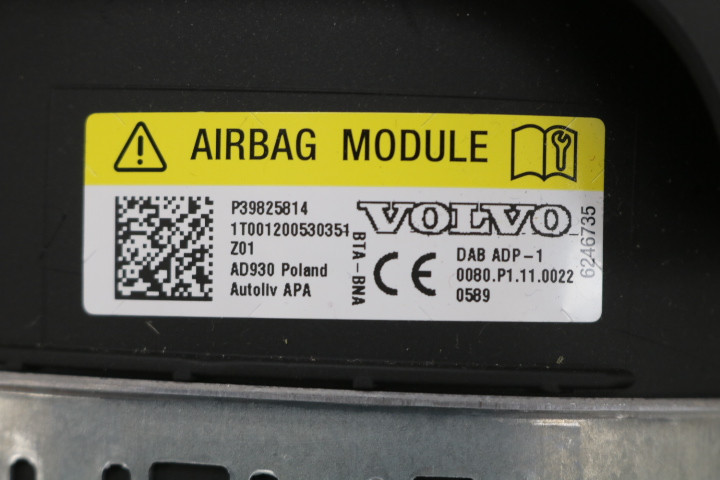 AIRBAG MODULE
P39825814
1T001200530351
Z01
AD930 Poland
Autoliv APA
BTA-BNA
VOLVO
CE
DAB ADP-1
0080.P1.11.0022
0589
6246735